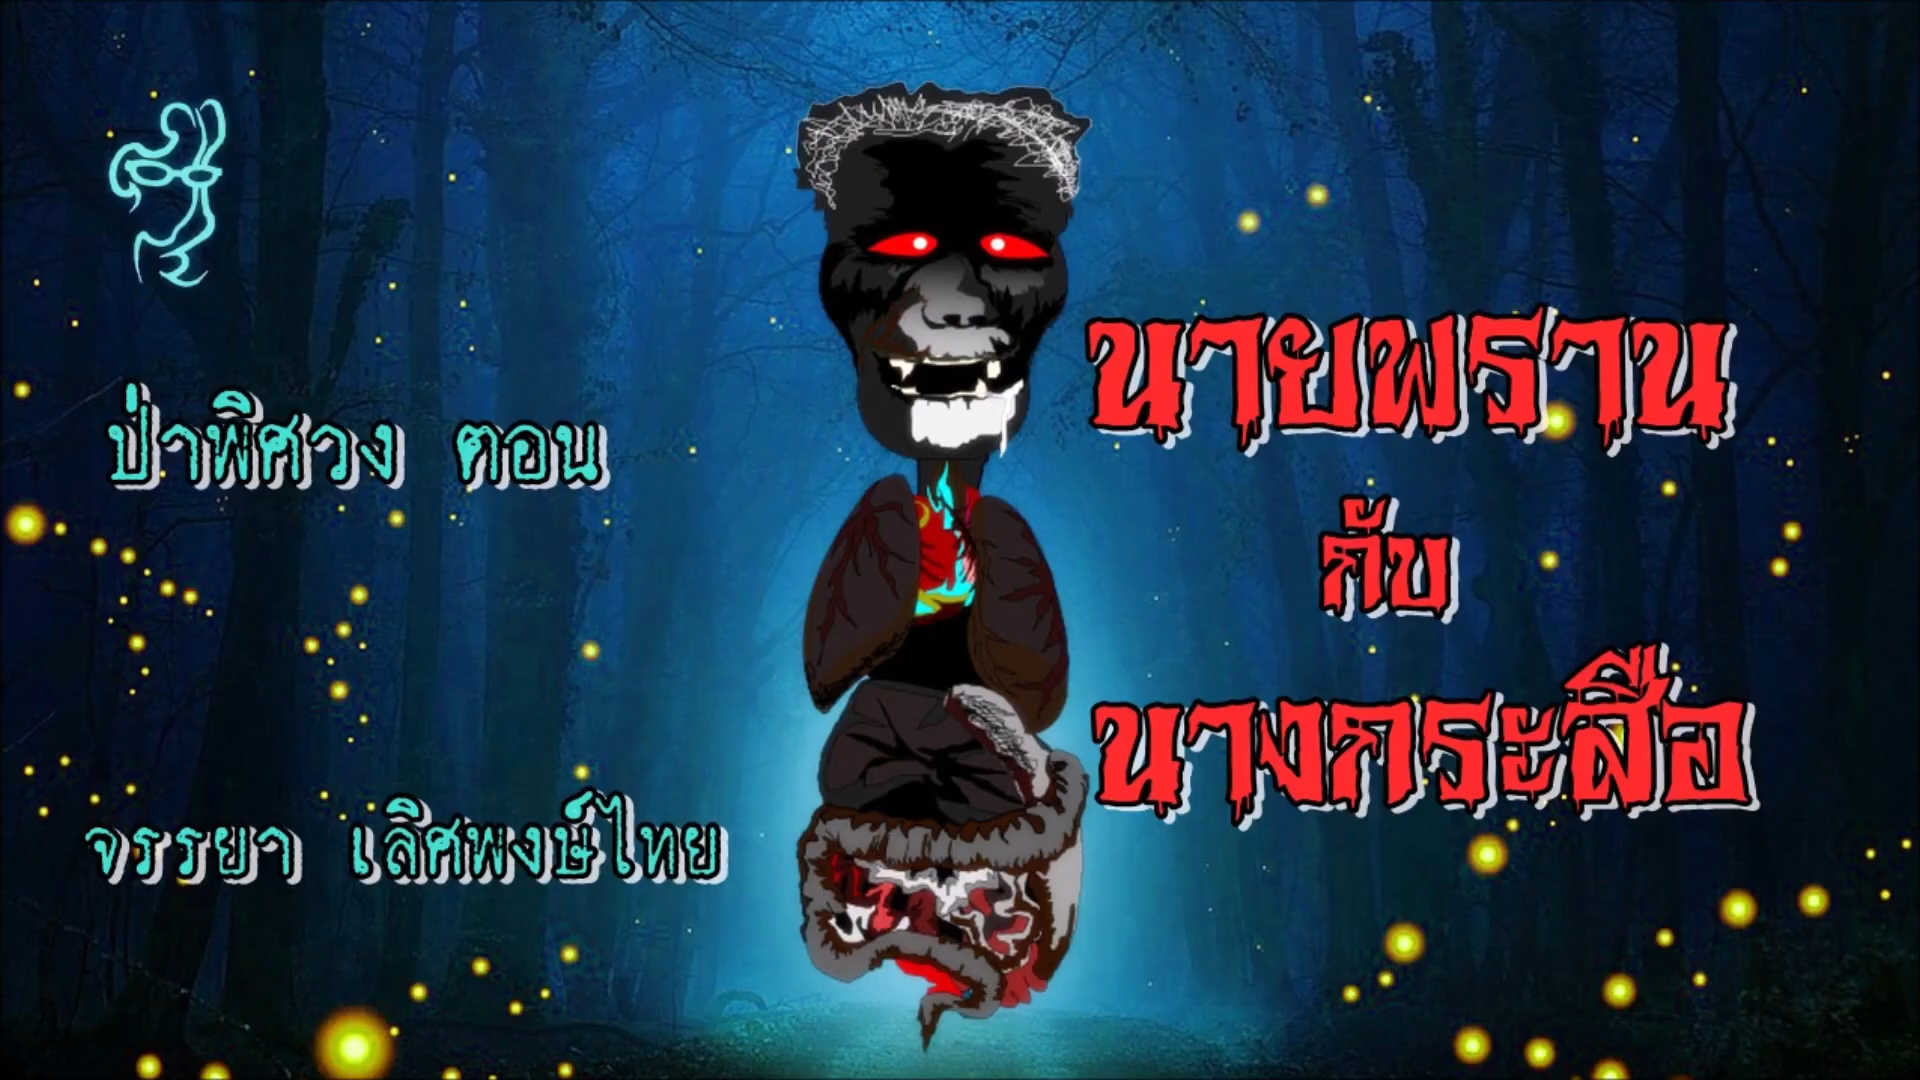 ป่าพิศวง ตอน
นายพราน
กับ
นางกระสือ
จรรยา เลิศพงษ์ไทย